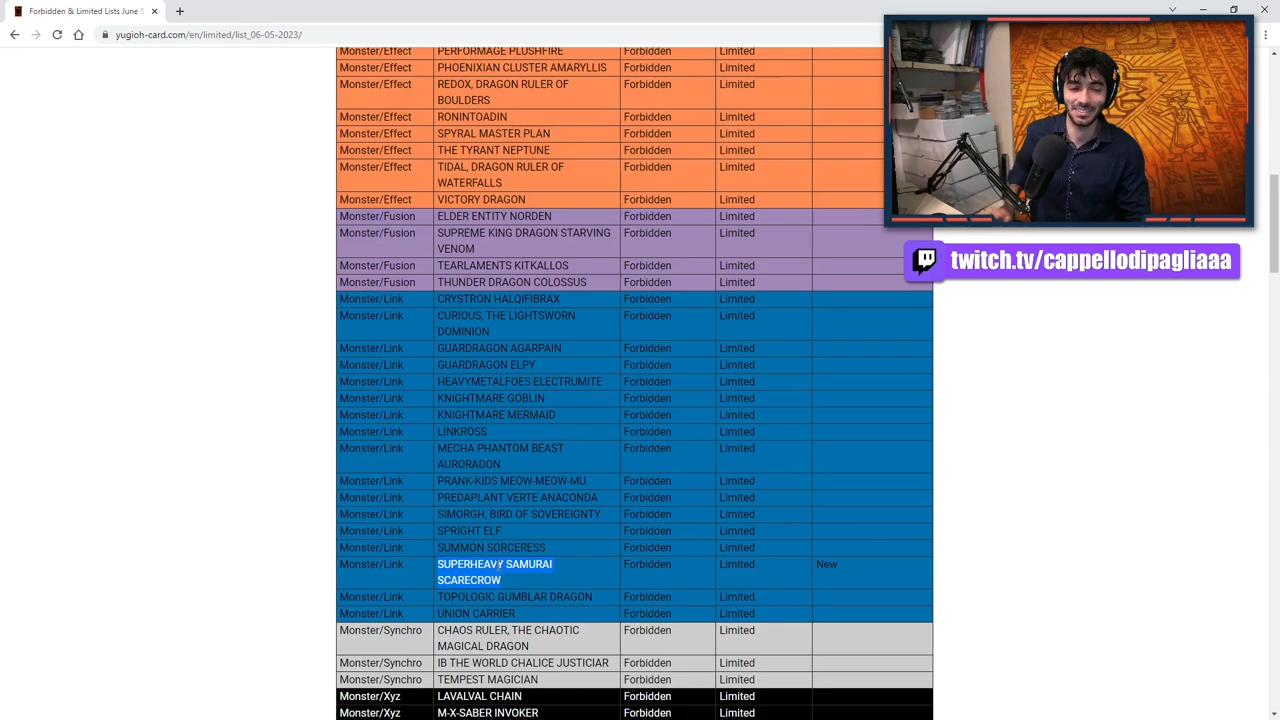 Forbidden & Limited Lists June 5
yugioh-card.com/en/limited/list_06-05-2023/
Monster/Effect PERFORMAGE PLUSHFIRE Forbidden Limited
Monster/Effect PHOENIXIAN CLUSTER AMARYLLIS Forbidden Limited
Monster/Effect REDOX, DRAGON RULER OF Forbidden Limited
BOULDERS
Monster/Effect RONINTOADIN Forbidden Limited
Monster/Effect SPYRAL MASTER PLAN Forbidden Limited
Monster/Effect THE TYRANT NEPTUNE Forbidden Limited
Monster/Effect TIDAL, DRAGON RULER OF Forbidden Limited
WATERFALLS
Monster/Effect VICTORY DRAGON Forbidden Limited
Monster/Fusion ELDER ENTITY NORDEN Forbidden Limited
Monster/Fusion SUPREME KING DRAGON STARVING Forbidden Limited
VENOM
Monster/Fusion TEARLAMENTS KITKALLOS Forbidden Limited
Monster/Fusion THUNDER DRAGON COLOSSUS Forbidden Limited
Monster/Link CRYSTRON HALQIFIBRAX Forbidden Limited
Monster/Link CURIOUS, THE LIGHTSWORN Forbidden Limited
DOMINION
Monster/Link GUARDRAGON AGARPAIN Forbidden Limited
Monster/Link GUARDRAGON ELPY Forbidden Limited
Monster/Link HEAVYMETALFOES ELECTRUMITE Forbidden Limited
Monster/Link KNIGHTMARE GOBLIN Forbidden Limited
Monster/Link KNIGHTMARE MERMAID Forbidden Limited
Monster/Link LINKROSS Forbidden Limited
Monster/Link MECHA PHANTOM BEAST Forbidden Limited
AURORADON
Monster/Link PRANK-KIDS MEOW-MEOW-MU Forbidden Limited
Monster/Link PREDAPLANT VERTE ANACONDA Forbidden Limited
Monster/Link SIMORGH, BIRD OF SOVEREIGNTY Forbidden Limited
Monster/Link SPRIGHT ELF Forbidden Limited
Monster/Link SUMMON SORCERESS Forbidden Limited
Monster/Link SUPERHEAVY SAMURAI Forbidden Limited New
SCARECROW
Monster/Link TOPOLOGIC GUMBLAR DRAGON Forbidden Limited
Monster/Link UNION CARRIER Forbidden Limited
Monster/Synchro CHAOS RULER, THE CHAOTIC Forbidden Limited
MAGICAL DRAGON
Monster/Synchro IB THE WORLD CHALICE JUSTICIAR Forbidden Limited
Monster/Synchro TEMPEST MAGICIAN Forbidden Limited
Monster/Xyz LAVALVAL CHAIN Forbidden Limited
Monster/Xyz M-X-SABER INVOKER Forbidden Limited
twitch.tv/cappellodipagliaaa